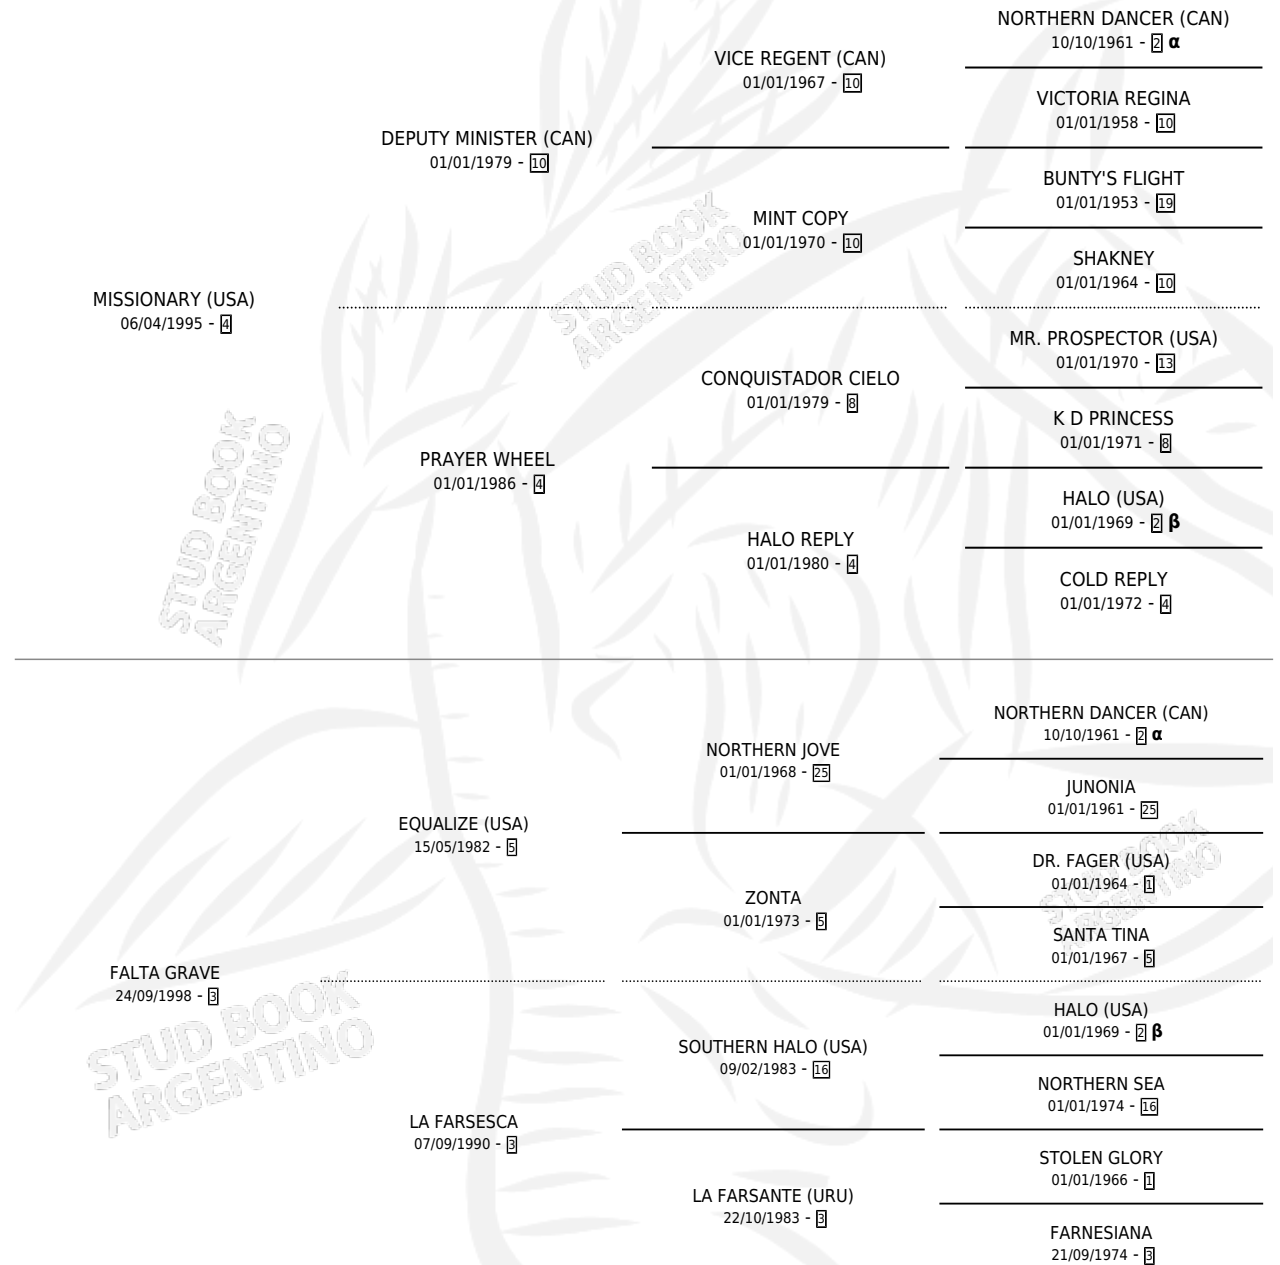 NORTHERN DANCER (CAN)
10/10/1961 - 2 α
VICE REGENT (CAN)
01/01/1967 - 10
VICTORIA REGINA
01/01/1958 - 10
DEPUTY MINISTER (CAN)
01/01/1979 - 10
BUNTY'S FLIGHT
01/01/1953 - 19
MINT COPY
01/01/1970 - 10
SHAKNEY
01/01/1964 - 10
MISSIONARY (USA)
06/04/1995 - 4
MR. PROSPECTOR (USA)
01/01/1970 - 13
CONQUISTADOR CIELO
01/01/1979 - 8
K D PRINCESS
01/01/1971 - 8
PRAYER WHEEL
01/01/1986 - 4
HALO (USA)
01/01/1969 - 2 β
HALO REPLY
01/01/1980 - 4
COLD REPLY
01/01/1972 - 4
NORTHERN DANCER (CAN)
10/10/1961 - 2 α
NORTHERN JOVE
01/01/1968 - 25
JUNONIA
01/01/1961 - 25
EQUALIZE (USA)
15/05/1982 - 5
DR. FAGER (USA)
01/01/1964 - 1
ZONTA
01/01/1973 - 5
SANTA TINA
01/01/1967 - 5
FALTA GRAVE
24/09/1998 - 3
HALO (USA)
01/01/1969 - 2 β
SOUTHERN HALO (USA)
09/02/1983 - 16
NORTHERN SEA
01/01/1974 - 16
LA FARSESCA
07/09/1990 - 3
STOLEN GLORY
01/01/1966 - 1
LA FARSANTE (URU)
22/10/1983 - 3
FARNESIANA
21/09/1974 - 3
STUD BOOK
ARGENTINO
STUD BOOK
ARGENTINO
STUD BOOK
ARGENTINO
STUD BOOK
ARGENTINO